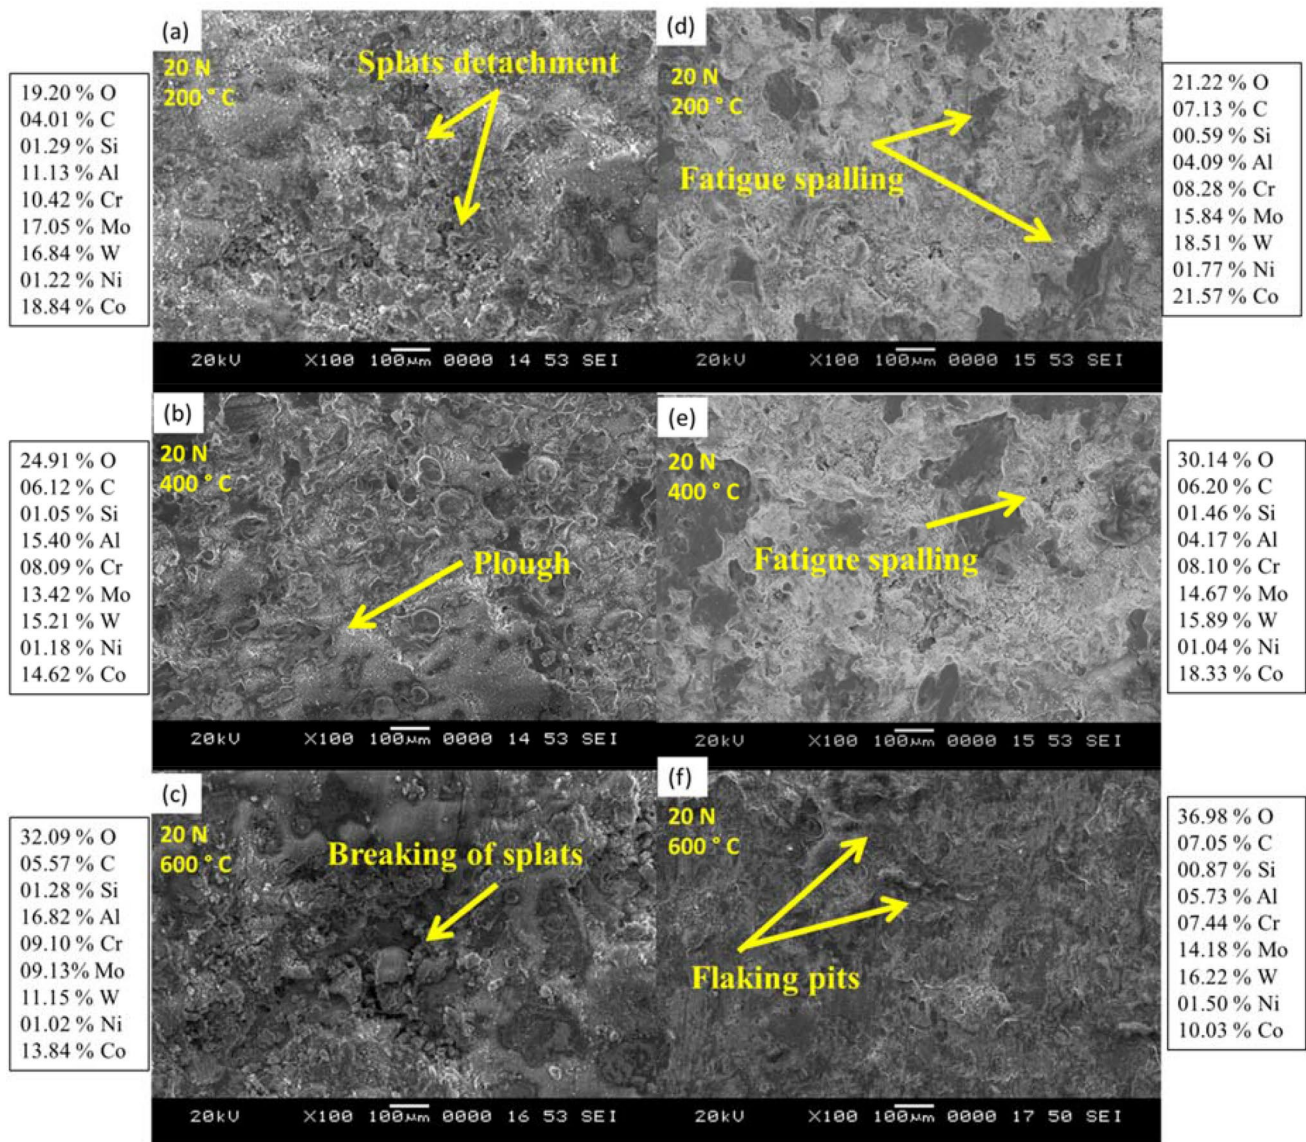 (a)
20 N
200 ° C
Splats detachment
19.20 % O
04.01 % C
01.29 % Si
11.13 % Al
10.42 % Cr
17.05 % Mo
16.84 % W
01.22 % Ni
18.84 % Co
20kV X100 100μm 0000 14 53 SEI
(d)
20 N
200 ° C
Fatigue spalling
21.22 % O
07.13 % C
00.59 % Si
04.09 % Al
08.28 % Cr
15.84 % Mo
18.51 % W
01.77 % Ni
21.57 % Co
20kV X100 100μm 0000 15 53 SEI
(b)
20 N
400 ° C
Plough
24.91 % O
06.12 % C
01.05 % Si
15.40 % Al
08.09 % Cr
13.42 % Mo
15.21 % W
01.18 % Ni
14.62 % Co
20kV X100 100μm 0000 14 53 SEI
(e)
20 N
400 ° C
Fatigue spalling
30.14 % O
06.20 % C
01.46 % Si
04.17 % Al
08.10 % Cr
14.67 % Mo
15.89 % W
01.04 % Ni
18.33 % Co
20kV X100 100μm 0000 15 53 SEI
(c)
20 N
600 ° C
Breaking of splats
32.09 % O
05.57 % C
01.28 % Si
16.82 % Al
09.10 % Cr
09.13% Mo
11.15 % W
01.02 % Ni
13.84 % Co
20kV X100 100μm 0000 16 53 SEI
(f)
20 N
600 ° C
Flaking pits
36.98 % O
07.05 % C
00.87 % Si
05.73 % Al
07.44 % Cr
14.18 % Mo
16.22 % W
01.50 % Ni
10.03 % Co
20kV X100 100μm 0000 17 50 SEI